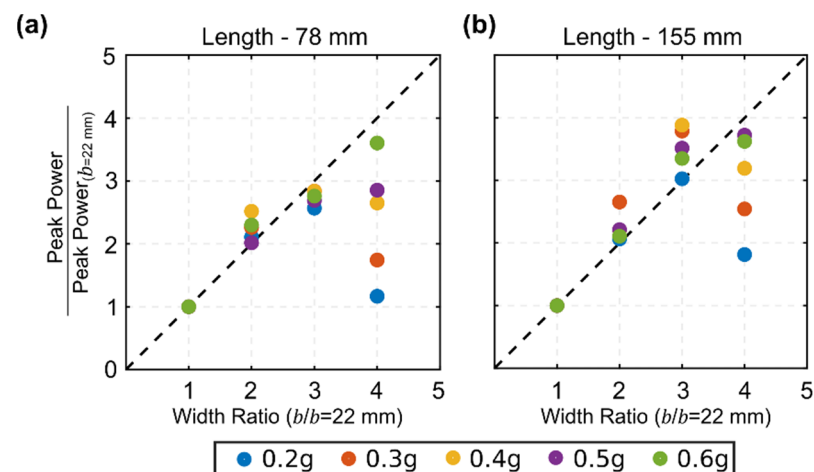 (a)
Length - 78 mm
(b)
Length - 155 mm
Peak Power
Peak Power(b=22 mm)
5
4
3
2
1
0
1 2 3 4 5
1 2 3 4 5
Width Ratio (b/b=22 mm)
Width Ratio (b/b=22 mm)
0.2g 0.3g 0.4g 0.5g 0.6g